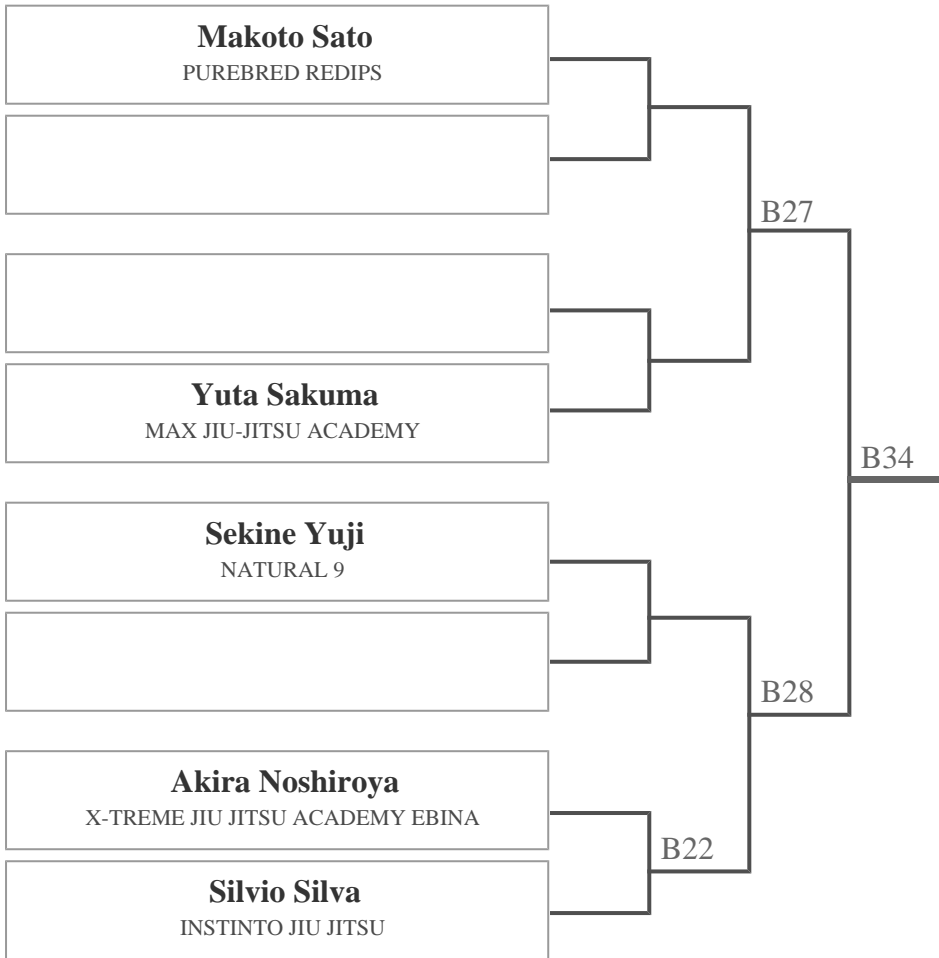 Makoto Sato
PUREBRED REDIPS
B27
Yuta Sakuma
MAX JIU-JITSU ACADEMY
B34
Sekine Yuji
NATURAL 9
B28
Akira Noshiroya
X-TREME JIU JITSU ACADEMY EBINA
B22
Silvio Silva
INSTINTO JIU JITSU